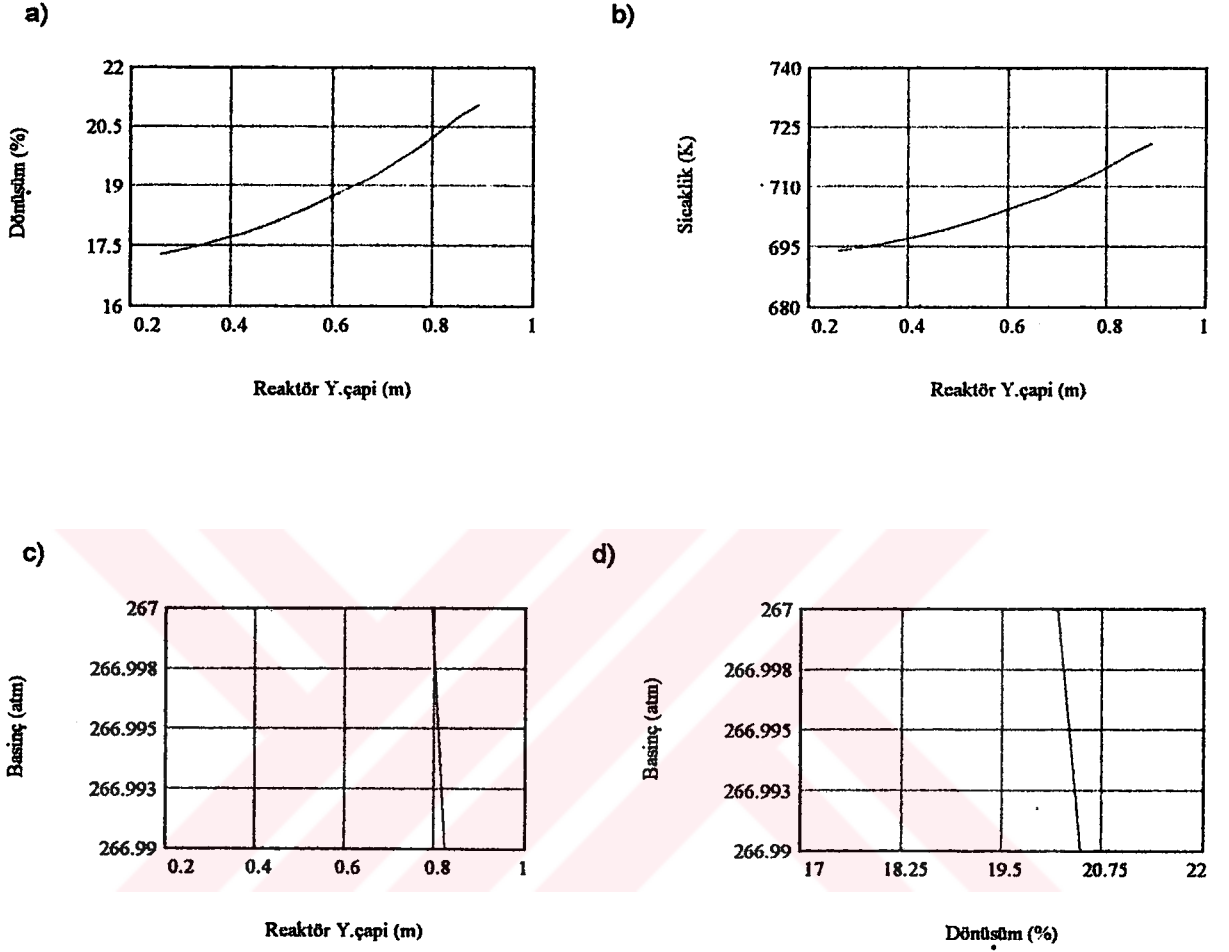 a)
22
20.5
19
17.5
16
0.2 0.4 0.6 0.8 1
Dönüşüm (%)
Reaktör Y.çapi (m)
b)
740
725
710
695
680
0.2 0.4 0.6 0.8 1
Sicaklik (K)
Reaktör Y.çapi (m)
c)
267
266.998
266.995
266.993
266.99
0.2 0.4 0.6 0.8 1
Basinç (atm)
Reaktör Y.çapi (m)
d)
267
266.998
266.995
266.993
266.99
17 18.25 19.5 20.75 22
Basinç (atm)
Dönüşüm (%)